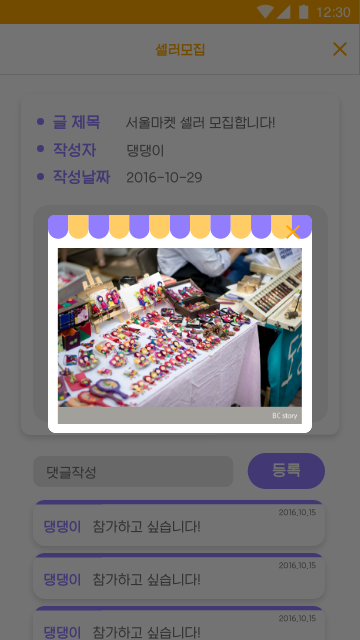 12:30
셀러모집
글 제목 서울마켓 셀러 모집합니다!
작성자 댕댕이
작성날짜 2016-10-29
BC story
댓글작성 등록
2016.10.15
댕댕이 참가하고 싶습니다!
2016.10.15
댕댕이 참가하고 싶습니다!
2016.10.15
댕댕이 참가하고 싶습니다!